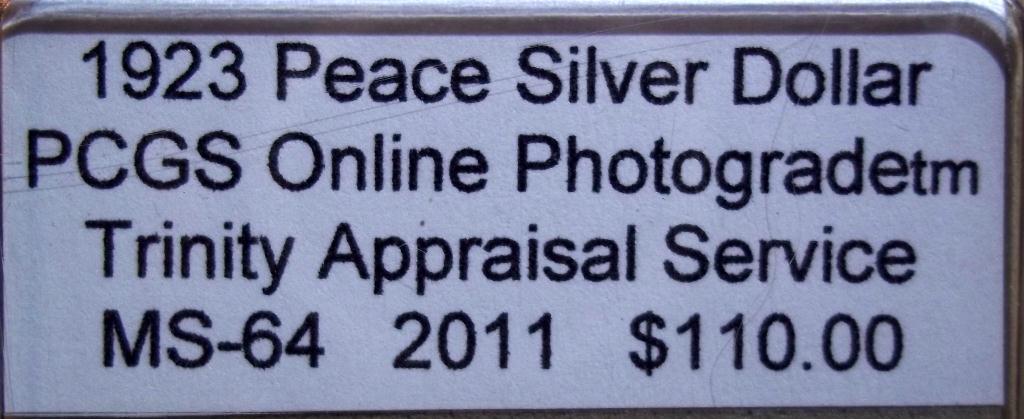 1923 Peace Silver Dollar
PCGS Online Photogradetm
Trinity Appraisal Service
MS-64 2011 $110.00